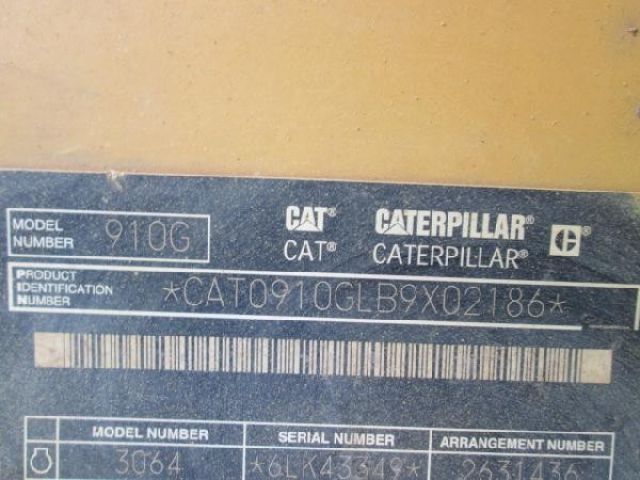 MODEL NUMBER 910G
CAT® CATERPILLAR® C
CAT® CATERPILLAR®
PRODUCT IDENTIFICATION NUMBER *CAT0910GLB9X02186*
MODEL NUMBER SERIAL NUMBER ARRANGEMENT NUMBER
3064 *6LK43349* 2631436